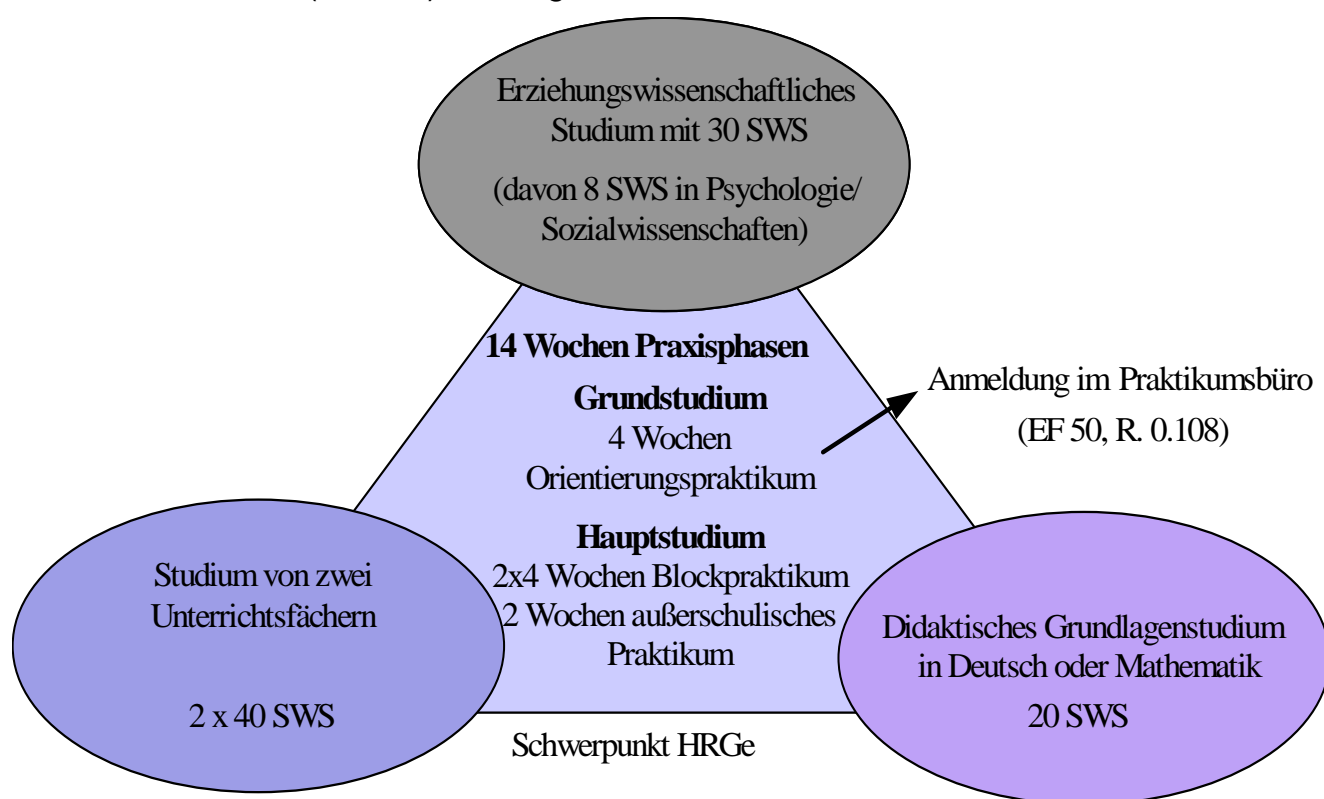 Erziehungswissenschaftliches
Studium mit 30 SWS
(davon 8 SWS in Psychologie/
Sozialwissenschaften)
14 Wochen Praxisphasen
Grundstudium
4 Wochen
Orientierungspraktikum
Anmeldung im Praktikumsbüro
(EF 50, R. 0.108)
Hauptstudium
2x4 Wochen Blockpraktikum
2 Wochen außerschulisches
Praktikum
Studium von zwei
Unterrichtsfächern
2 x 40 SWS
Didaktisches Grundlagenstudium
in Deutsch oder Mathematik
20 SWS
Schwerpunkt HRGe